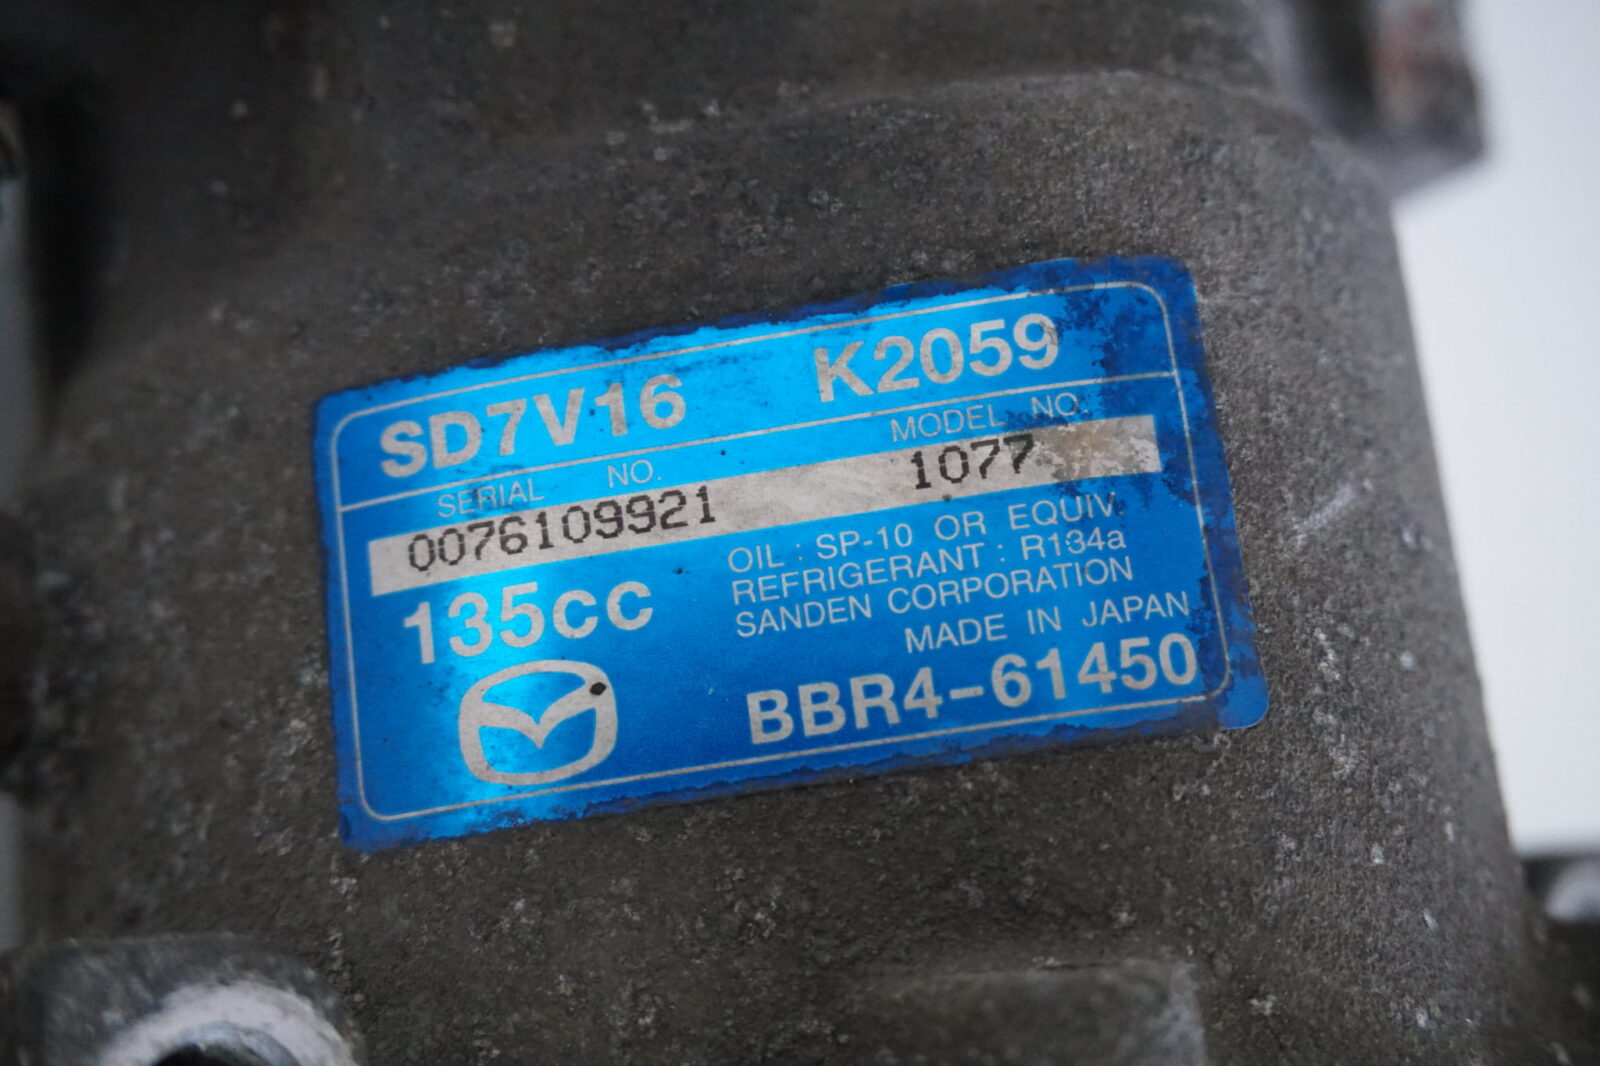 SD7V16 K2059
SERIAL NO. MODEL NO.
0076109921 1077
135cc
OIL : SP-10 OR EQUIV.
REFRIGERANT : R134a
SANDEN CORPORATION
MADE IN JAPAN
BBR4-61450